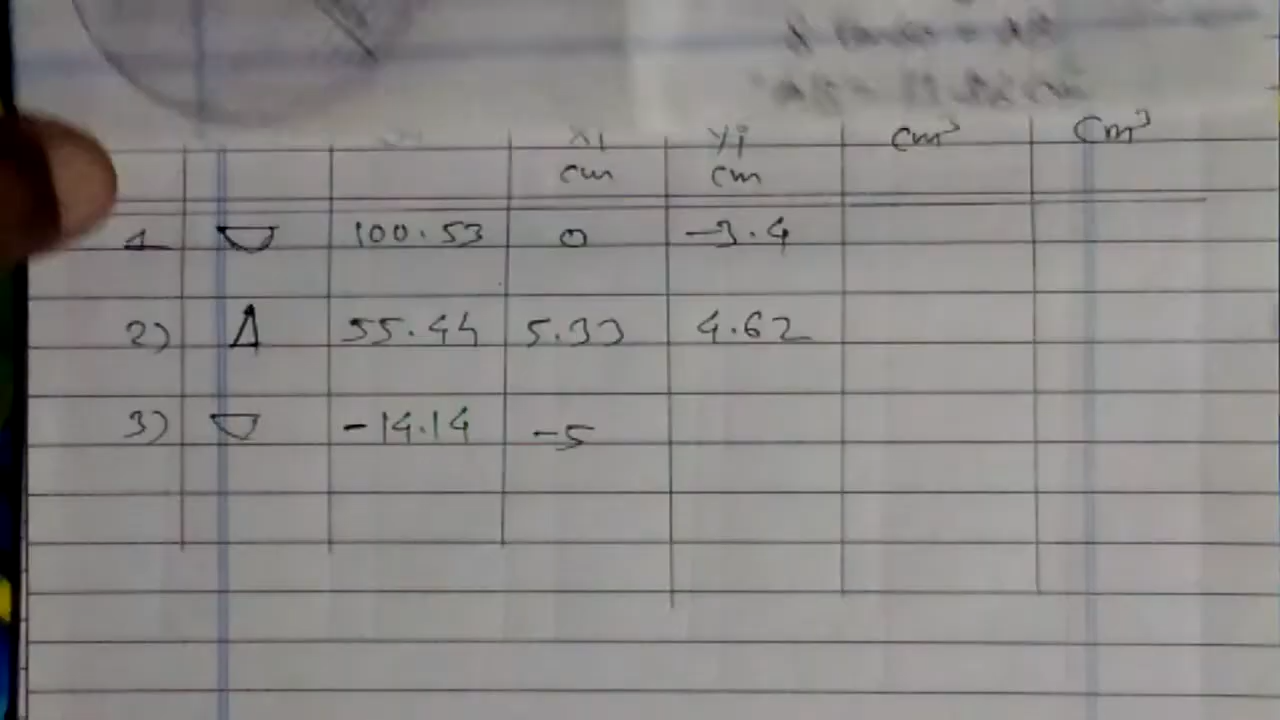 xi yi cm³ cm³
cm cm
1 100.53 0 -3.4
2) 55.44 5.33 4.62
3) -14.14 -5